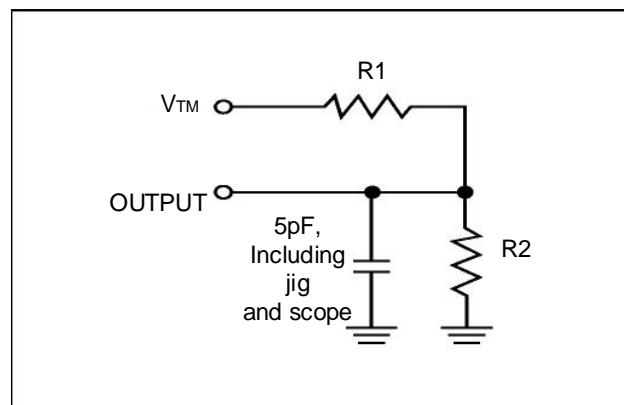 R1
VTM
OUTPUT
5pF,
Including
jig
and scope
R2